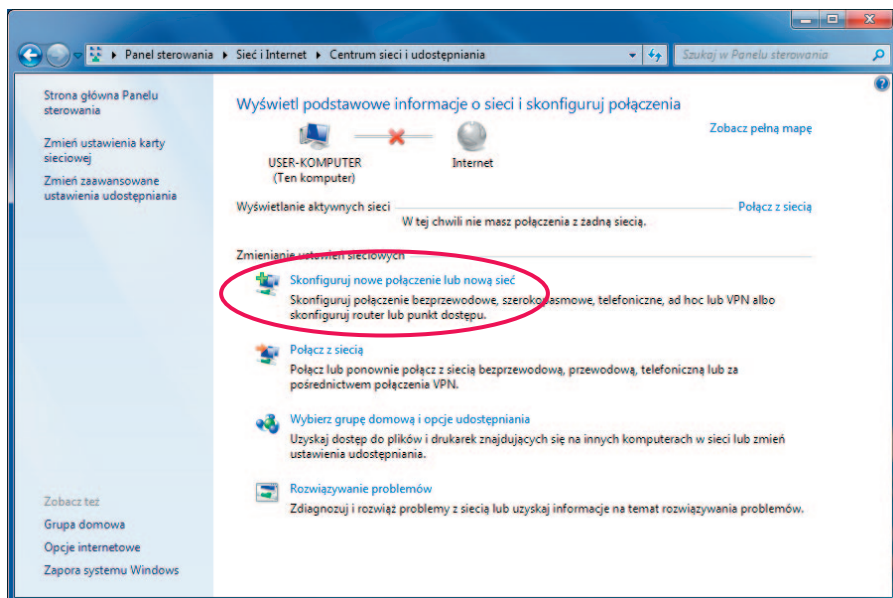 Panel sterowania ▸ Sieć i Internet ▸ Centrum sieci i udostępniania
Szukaj w Panelu sterowania
Strona główna Panelu
sterowania
Zmień ustawienia karty
sieciowej
Zmień zaawansowane
ustawienia udostępniania
Zobacz też
Grupa domowa
Opcje internetowe
Zapora systemu Windows
Wyświetl podstawowe informacje o sieci i skonfiguruj połączenia
Zobacz pełną mapę
USER-KOMPUTER
(Ten komputer)
Internet
Wyświetlanie aktywnych sieci
Połącz z siecią
W tej chwili nie masz połączenia z żadną siecią.
Zmienianie ustawień sieciowych
Skonfiguruj nowe połączenie lub nową sieć
Skonfiguruj połączenie bezprzewodowe, szerokopasmowe, telefoniczne, ad hoc lub VPN albo
skonfiguruj router lub punkt dostępu.
Połącz z siecią
Połącz lub ponownie połącz z siecią bezprzewodową, przewodową, telefoniczną lub za
pośrednictwem połączenia VPN.
Wybierz grupę domową i opcje udostępniania
Uzyskaj dostęp do plików i drukarek znajdujących się na innych komputerach w sieci lub zmień
ustawienia udostępniania.
Rozwiązywanie problemów
Zdiagnozuj i rozwiąż problemy z siecią lub uzyskaj informacje na temat rozwiązywania problemów.